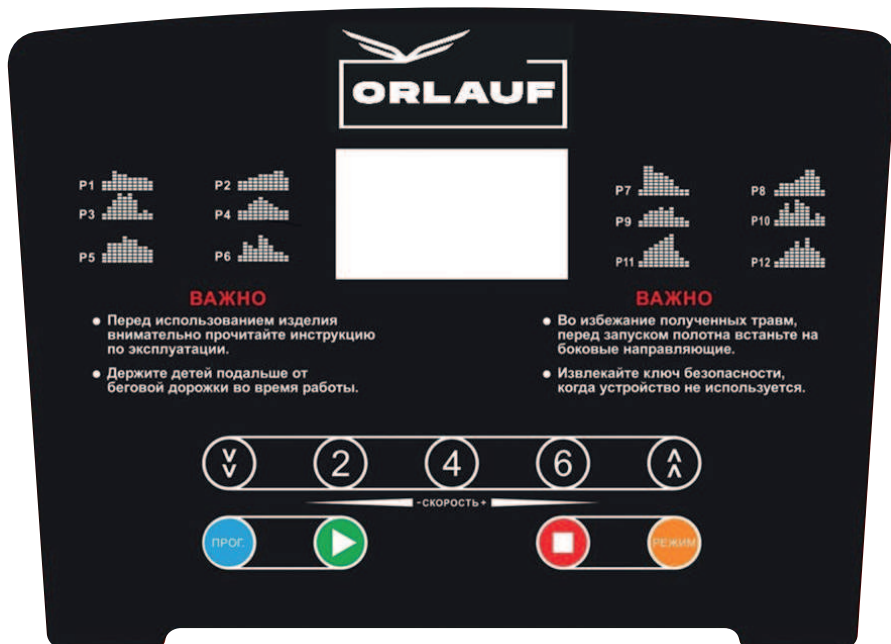 ORLAUF
P1 P2
P3 P4
P5 P6
P7 P8
P9 P10
P11 P12
ВАЖНО
● Перед использованием изделия
внимательно прочитайте инструкцию
по эксплуатации.
● Держите детей подальше от
беговой дорожки во время работы.
ВАЖНО
● Во избежание полученных травм,
перед запуском полотна встаньте на
боковые направляющие.
● Извлекайте ключ безопасности,
когда устройство не используется.
2 4 6
-СКОРОСТЬ+
ПРОГ. РЕЖИМ